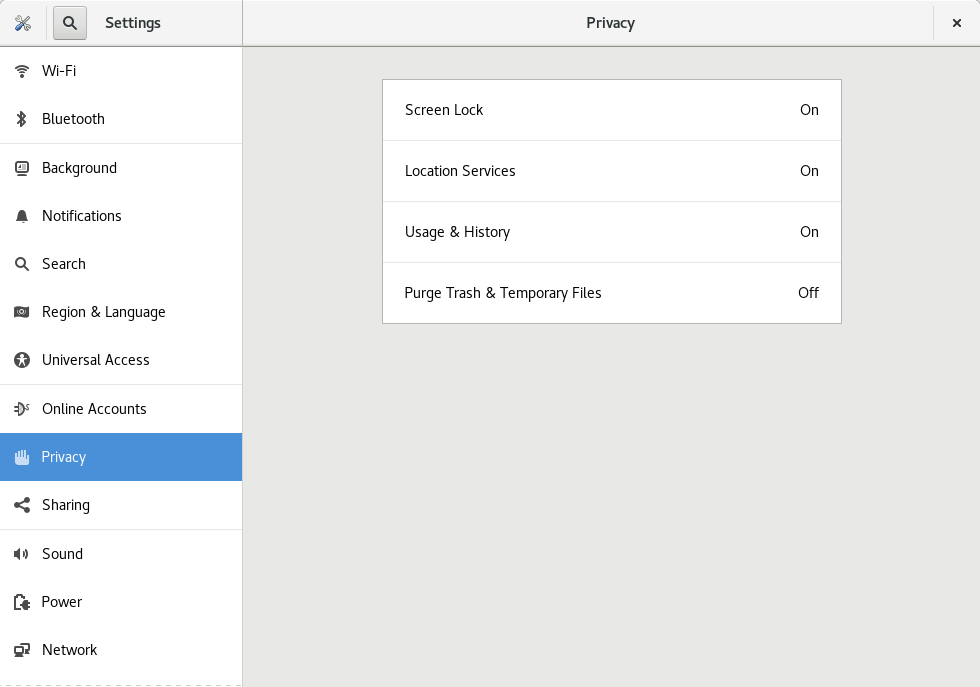 Settings
Privacy
Wi-Fi
Bluetooth
Background
Notifications
Search
Region & Language
Universal Access
Online Accounts
Privacy
Sharing
Sound
Power
Network
Screen Lock On
Location Services On
Usage & History On
Purge Trash & Temporary Files Off